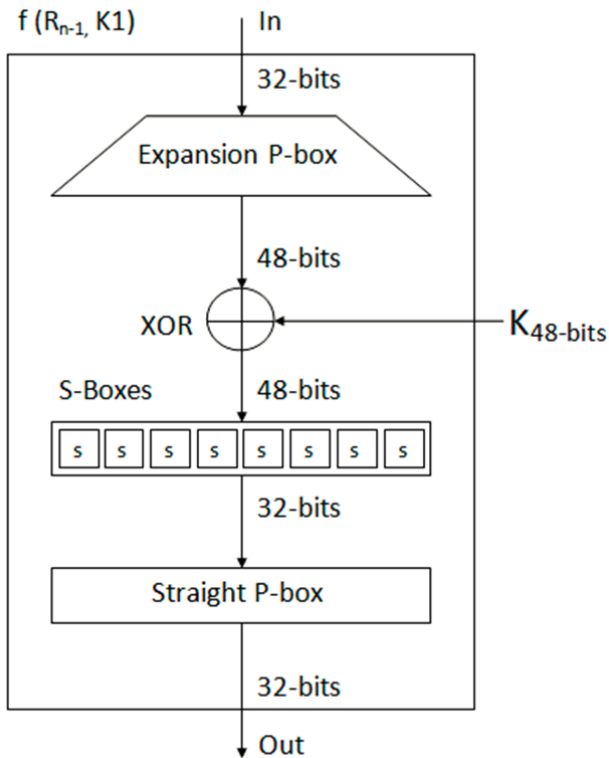 f (Rn-1, K1) In
32-bits
Expansion P-box
48-bits
XOR
K48-bits
S-Boxes 48-bits
s s s s s s s s
32-bits
Straight P-box
32-bits
Out